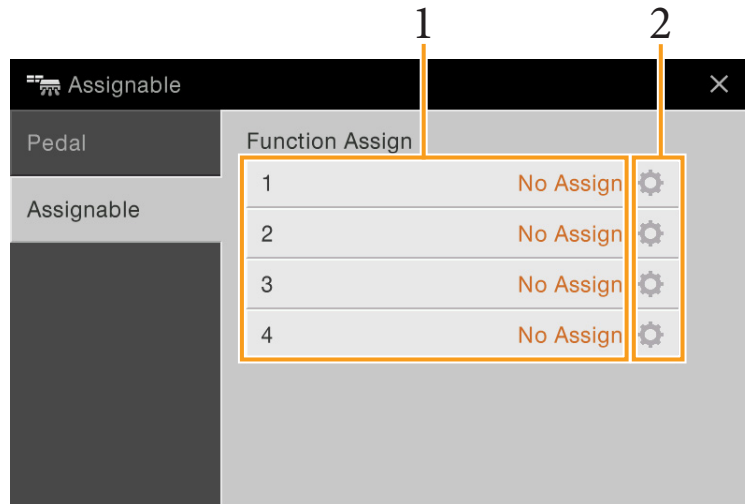 1 2
Assignable
Pedal
Assignable
Function Assign
1 No Assign
2 No Assign
3 No Assign
4 No Assign